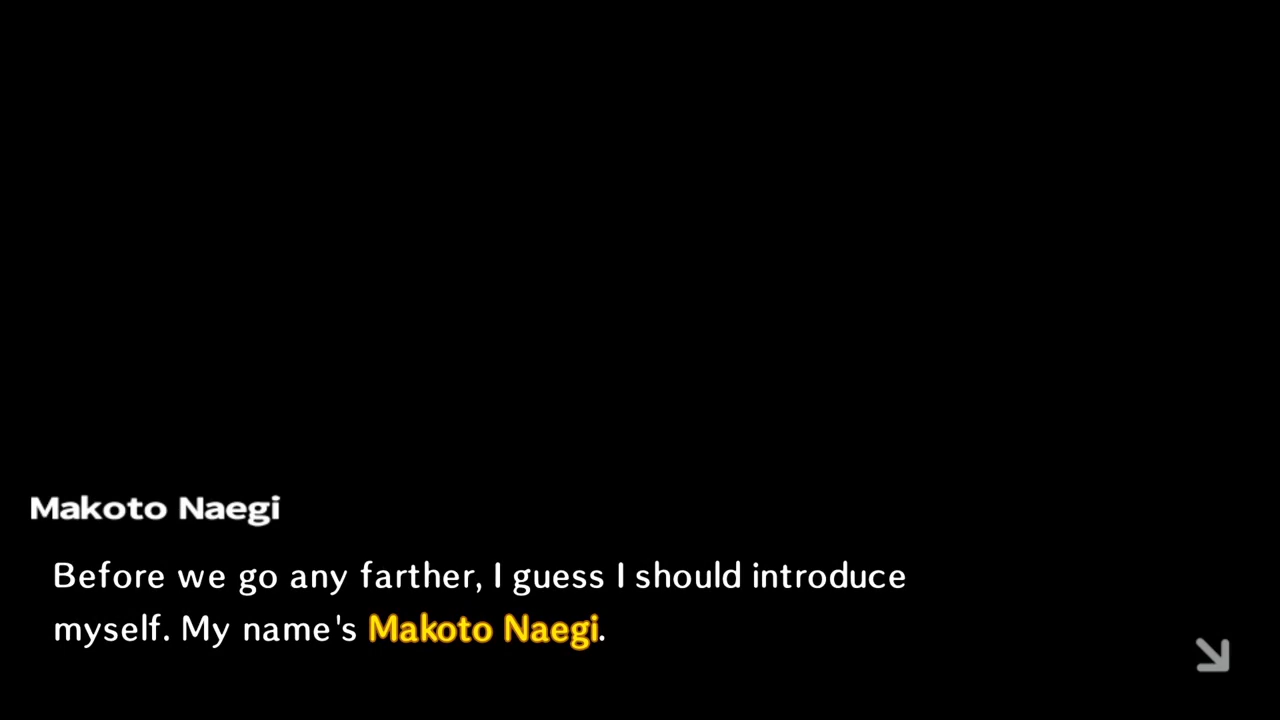 Makoto Naegi
Before we go any farther, I guess I should introduce
myself. My name's Makoto Naegi.